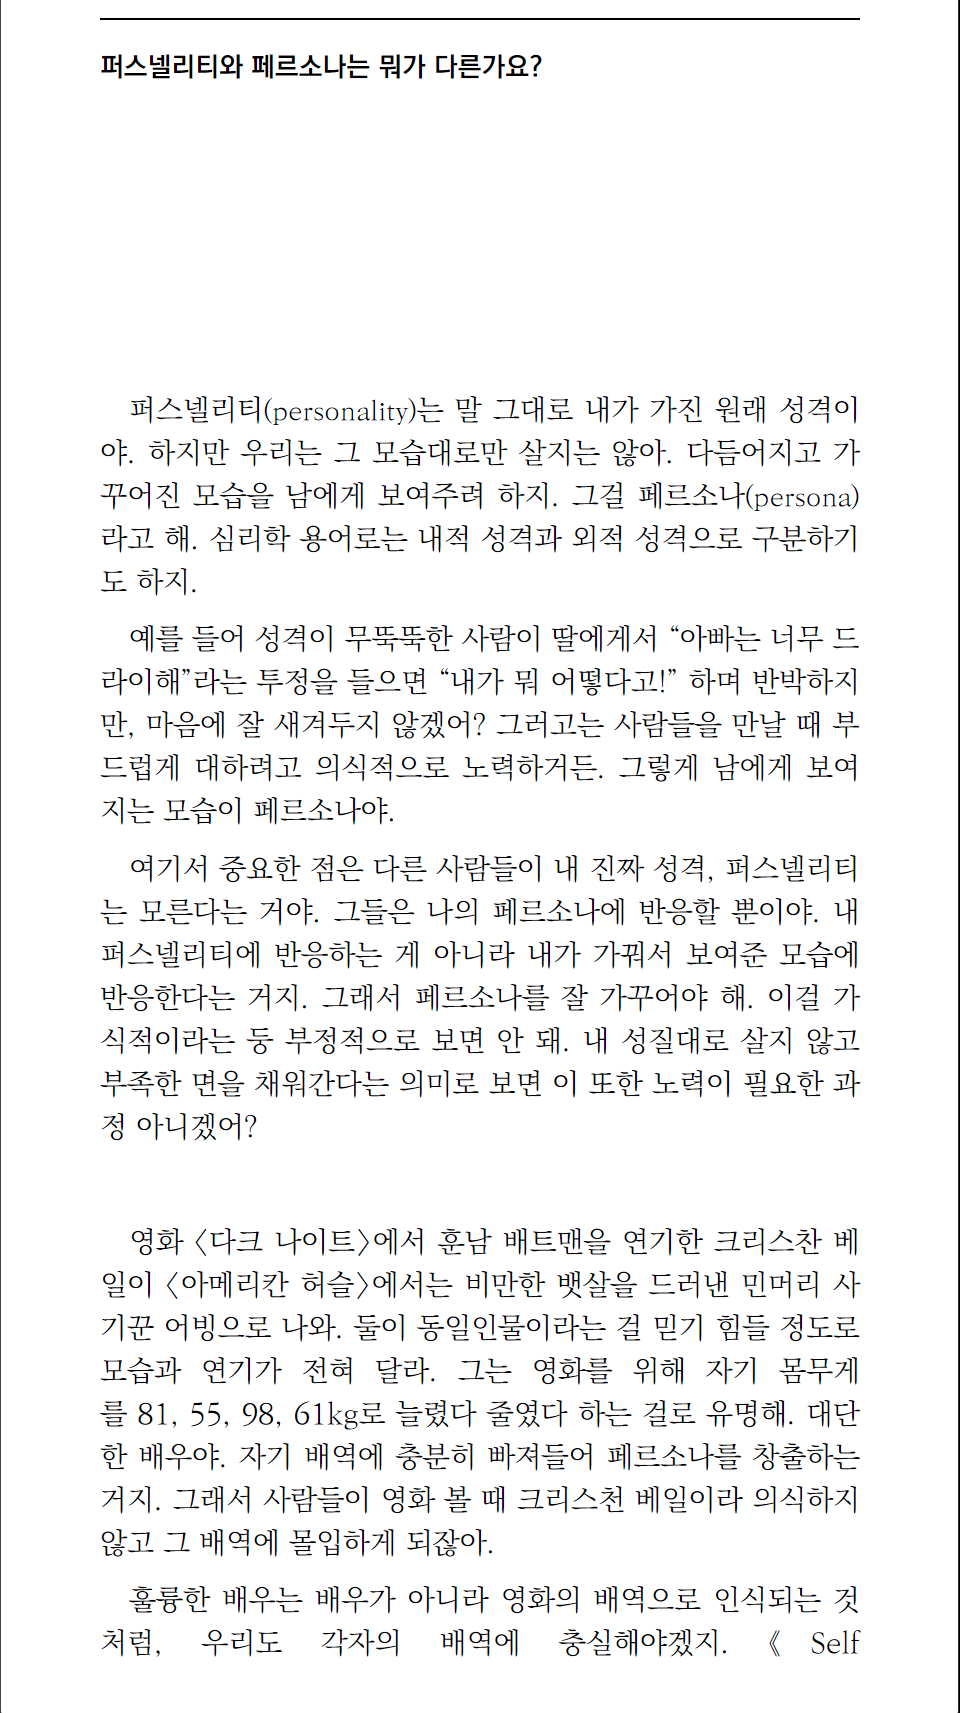 퍼스넬리티와 페르소나는 뭐가 다른가요?
퍼스넬리티(personality)는 말 그대로 내가 가진 원래 성격이
야. 하지만 우리는 그 모습대로만 살지는 않아. 다듬어지고 가
꾸어진 모습을 남에게 보여주려 하지. 그걸 페르소나(persona)
라고 해. 심리학 용어로는 내적 성격과 외적 성격으로 구분하기
도 하지.
예를 들어 성격이 무뚝뚝한 사람이 딸에게서 “아빠는 너무 드
라이해”라는 투정을 들으면 “내가 뭐 어떻다고!” 하며 반박하지
만, 마음에 잘 새겨두지 않겠어? 그러고는 사람들을 만날 때 부
드럽게 대하려고 의식적으로 노력하거든. 그렇게 남에게 보여
지는 모습이 페르소나야.
여기서 중요한 점은 다른 사람들이 내 진짜 성격, 퍼스넬리티
는 모른다는 거야. 그들은 나의 페르소나에 반응할 뿐이야. 내
퍼스넬리티에 반응하는 게 아니라 내가 가꿔서 보여준 모습에
반응한다는 거지. 그래서 페르소나를 잘 가꾸어야 해. 이걸 가
식적이라는 둥 부정적으로 보면 안 돼. 내 성질대로 살지 않고
부족한 면을 채워간다는 의미로 보면 이 또한 노력이 필요한 과
정 아니겠어?
영화 〈다크 나이트〉에서 훈남 배트맨을 연기한 크리스찬 베
일이 〈아메리칸 허슬〉에서는 비만한 뱃살을 드러낸 민머리 사
기꾼 어빙으로 나와. 둘이 동일인물이라는 걸 믿기 힘들 정도로
모습과 연기가 전혀 달라. 그는 영화를 위해 자기 몸무게
를 81, 55, 98, 61kg로 늘렸다 줄였다 하는 걸로 유명해. 대단
한 배우야. 자기 배역에 충분히 빠져들어 페르소나를 창출하는
거지. 그래서 사람들이 영화 볼 때 크리스천 베일이라 의식하지
않고 그 배역에 몰입하게 되잖아.
훌륭한 배우는 배우가 아니라 영화의 배역으로 인식되는 것
처럼, 우리도 각자의 배역에 충실해야겠지. 《 Self